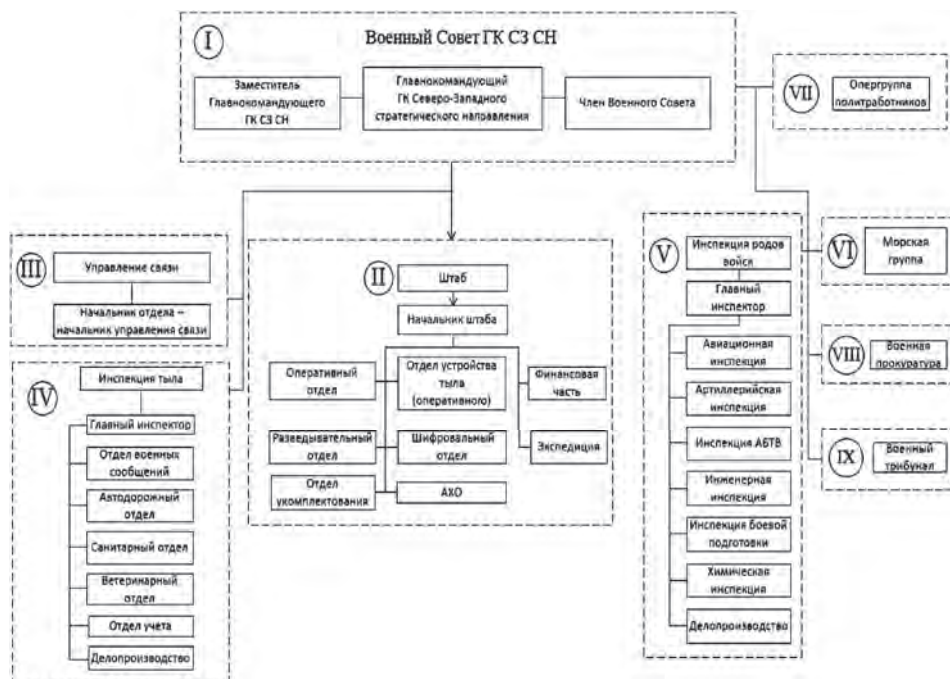 I
Военный Совет ГК СЗ СН
Заместитель
Главнокомандующего
ГК СЗ СН
Главнокомандующий
ГК Северо-Западного
стратегического направления
Член Военного Совета
VII
Опергруппа
политработников
III
Управление связи
Начальник отдела –
начальник управления связи
II
Штаб
Начальник штаба
Оперативный
отдел
Отдел устройства
тыла
(оперативного)
Финансовая
часть
Разведывательный
отдел
Шифровальный
отдел
Экспедиция
Отдел
укомплектования
АХО
IV
Инспекция тыла
Главный инспектор
Отдел военных
сообщений
Автодорожный
отдел
Санитарный отдел
Ветеринарный
отдел
Отдел учета
Делопроизводство
V
Инспекция родов
войск
Главный
инспектор
Авиационная
инспекция
Артиллерийская
инспекция
Инспекция АБТВ
Инженерная
инспекция
Инспекция боевой
подготовки
Химическая
инспекция
Делопроизводство
VI
Морская
группа
VIII
Военная
прокуратура
IX
Военный
трибунал